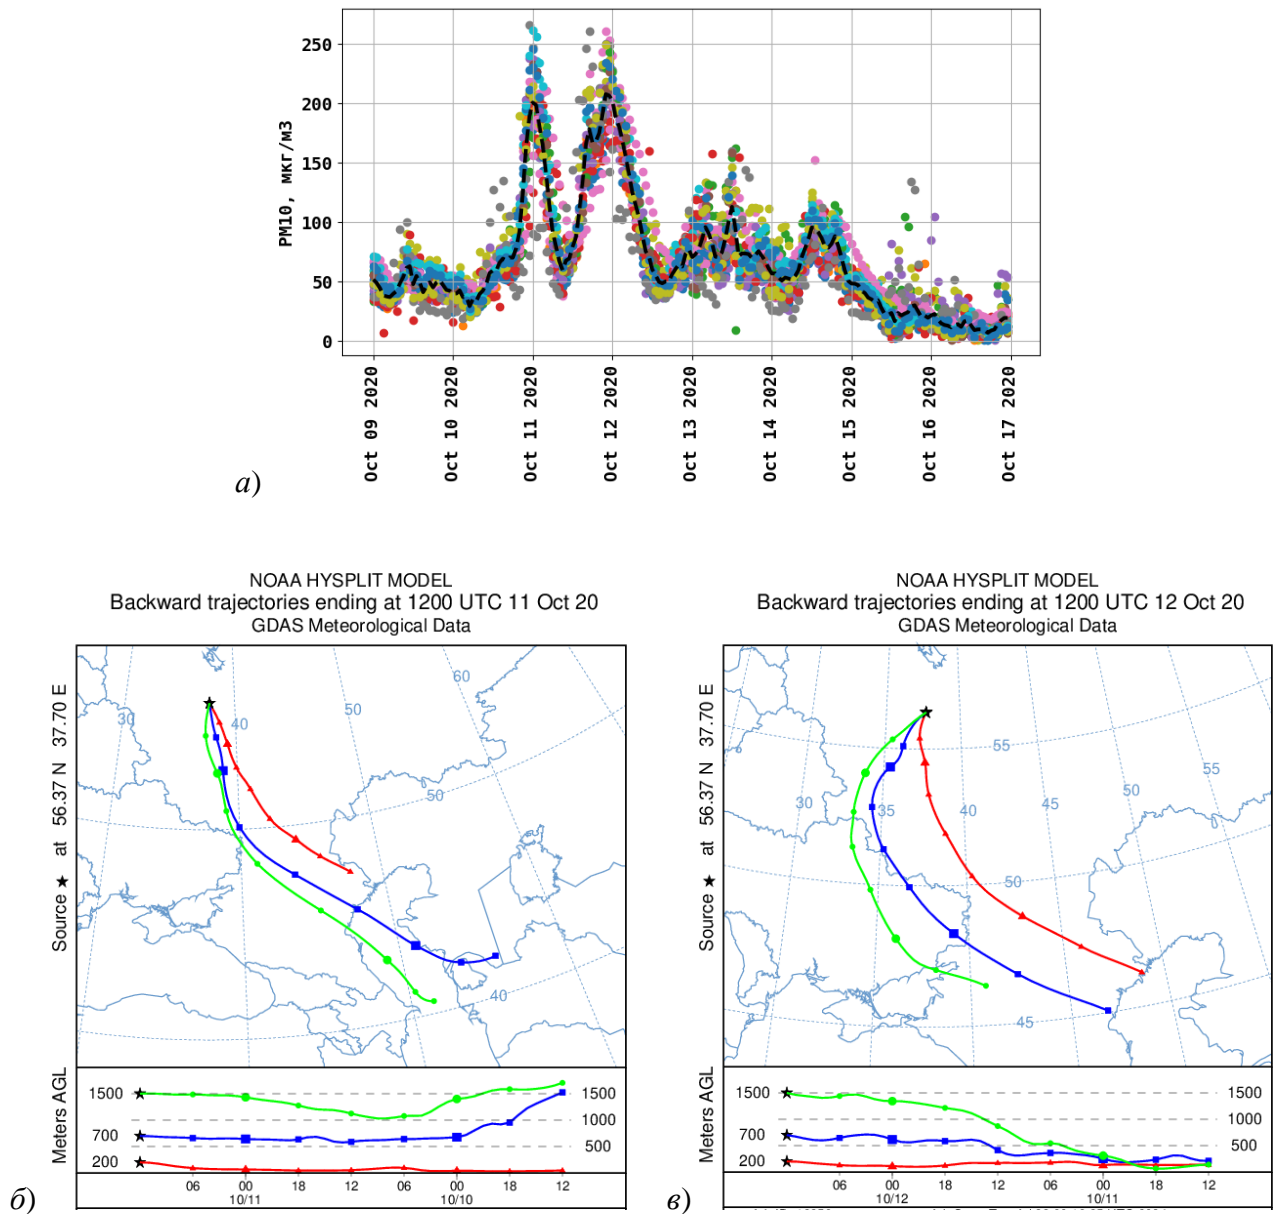 250
200
150
100
50
0
PM10, мкг/м3
Oct 09 2020
Oct 10 2020
Oct 11 2020
Oct 12 2020
Oct 13 2020
Oct 14 2020
Oct 15 2020
Oct 16 2020
Oct 17 2020
а)
NOAA HYSPLIT MODEL
Backward trajectories ending at 1200 UTC 11 Oct 20
GDAS Meteorological Data
Source ★ at 56.37 N 37.70 E
30
40
50
60
50
40
Meters AGL
1500
700
200
1500
1000
500
06 00 18 12 06 00 18 12
10/11 10/10
б)
NOAA HYSPLIT MODEL
Backward trajectories ending at 1200 UTC 12 Oct 20
GDAS Meteorological Data
Source ★ at 56.37 N 37.70 E
55
55
30
35
40
45
50
50
45
Meters AGL
1500
700
200
1500
1000
500
06 00 18 12 06 00 18 12
10/12 10/11
в)